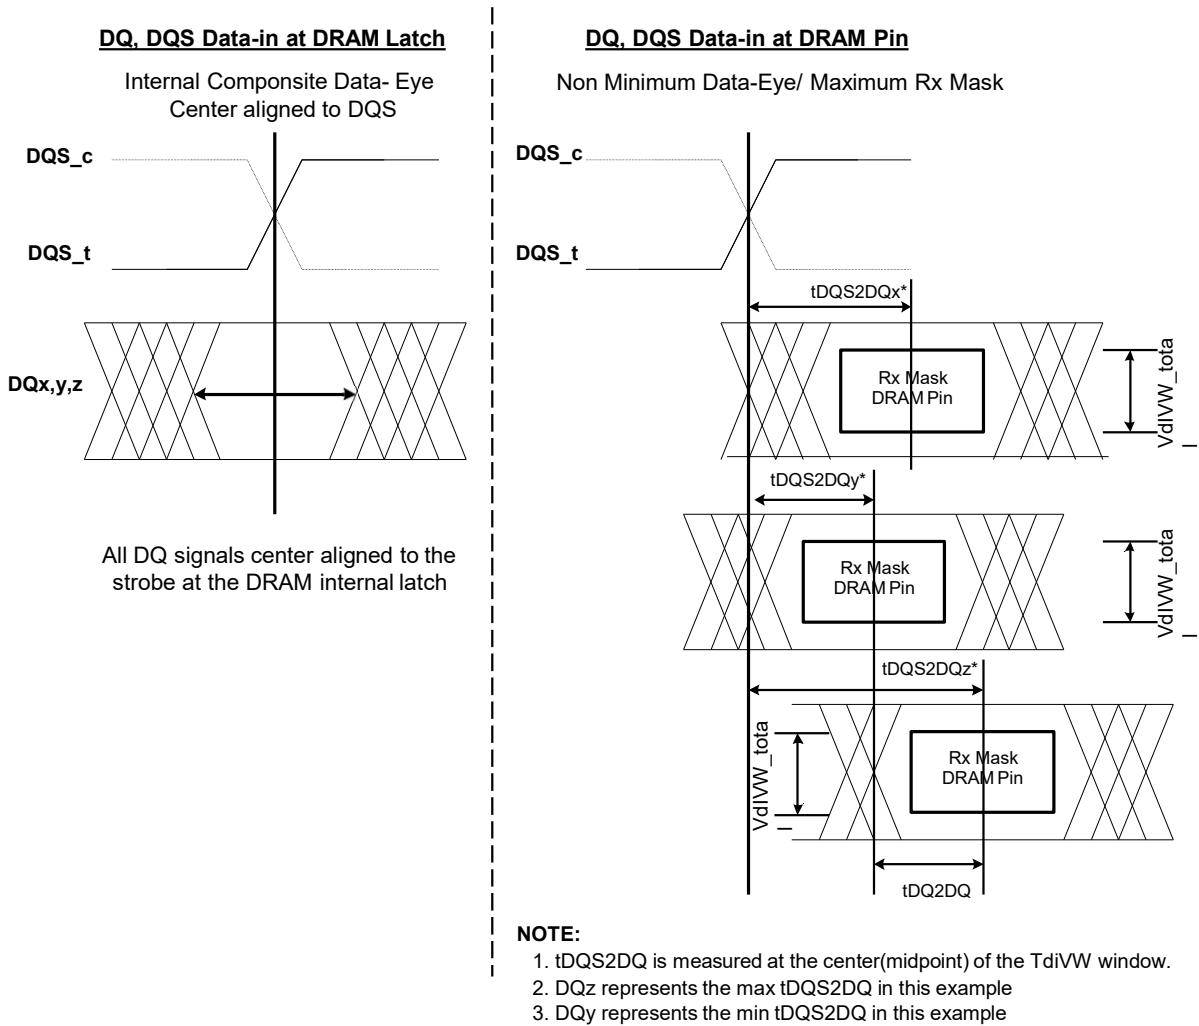 DQ, DQS Data-in at DRAM Latch
Internal Componsite Data- Eye
Center aligned to DQS
DQS_c
DQS_t
DQx,y,z
All DQ signals center aligned to the
strobe at the DRAM internal latch
DQ, DQS Data-in at DRAM Pin
Non Minimum Data-Eye/ Maximum Rx Mask
DQS_c
DQS_t
tDQS2DQx*
Rx Mask
DRAM Pin
VdIVW_tota
l
tDQS2DQy*
Rx Mask
DRAM Pin
VdIVW_tota
l
tDQS2DQz*
VdIVW_tota
l
Rx Mask
DRAM Pin
tDQ2DQ
NOTE:
1. tDQS2DQ is measured at the center(midpoint) of the TdiVW window.
2. DQz represents the max tDQS2DQ in this example
3. DQy represents the min tDQS2DQ in this example